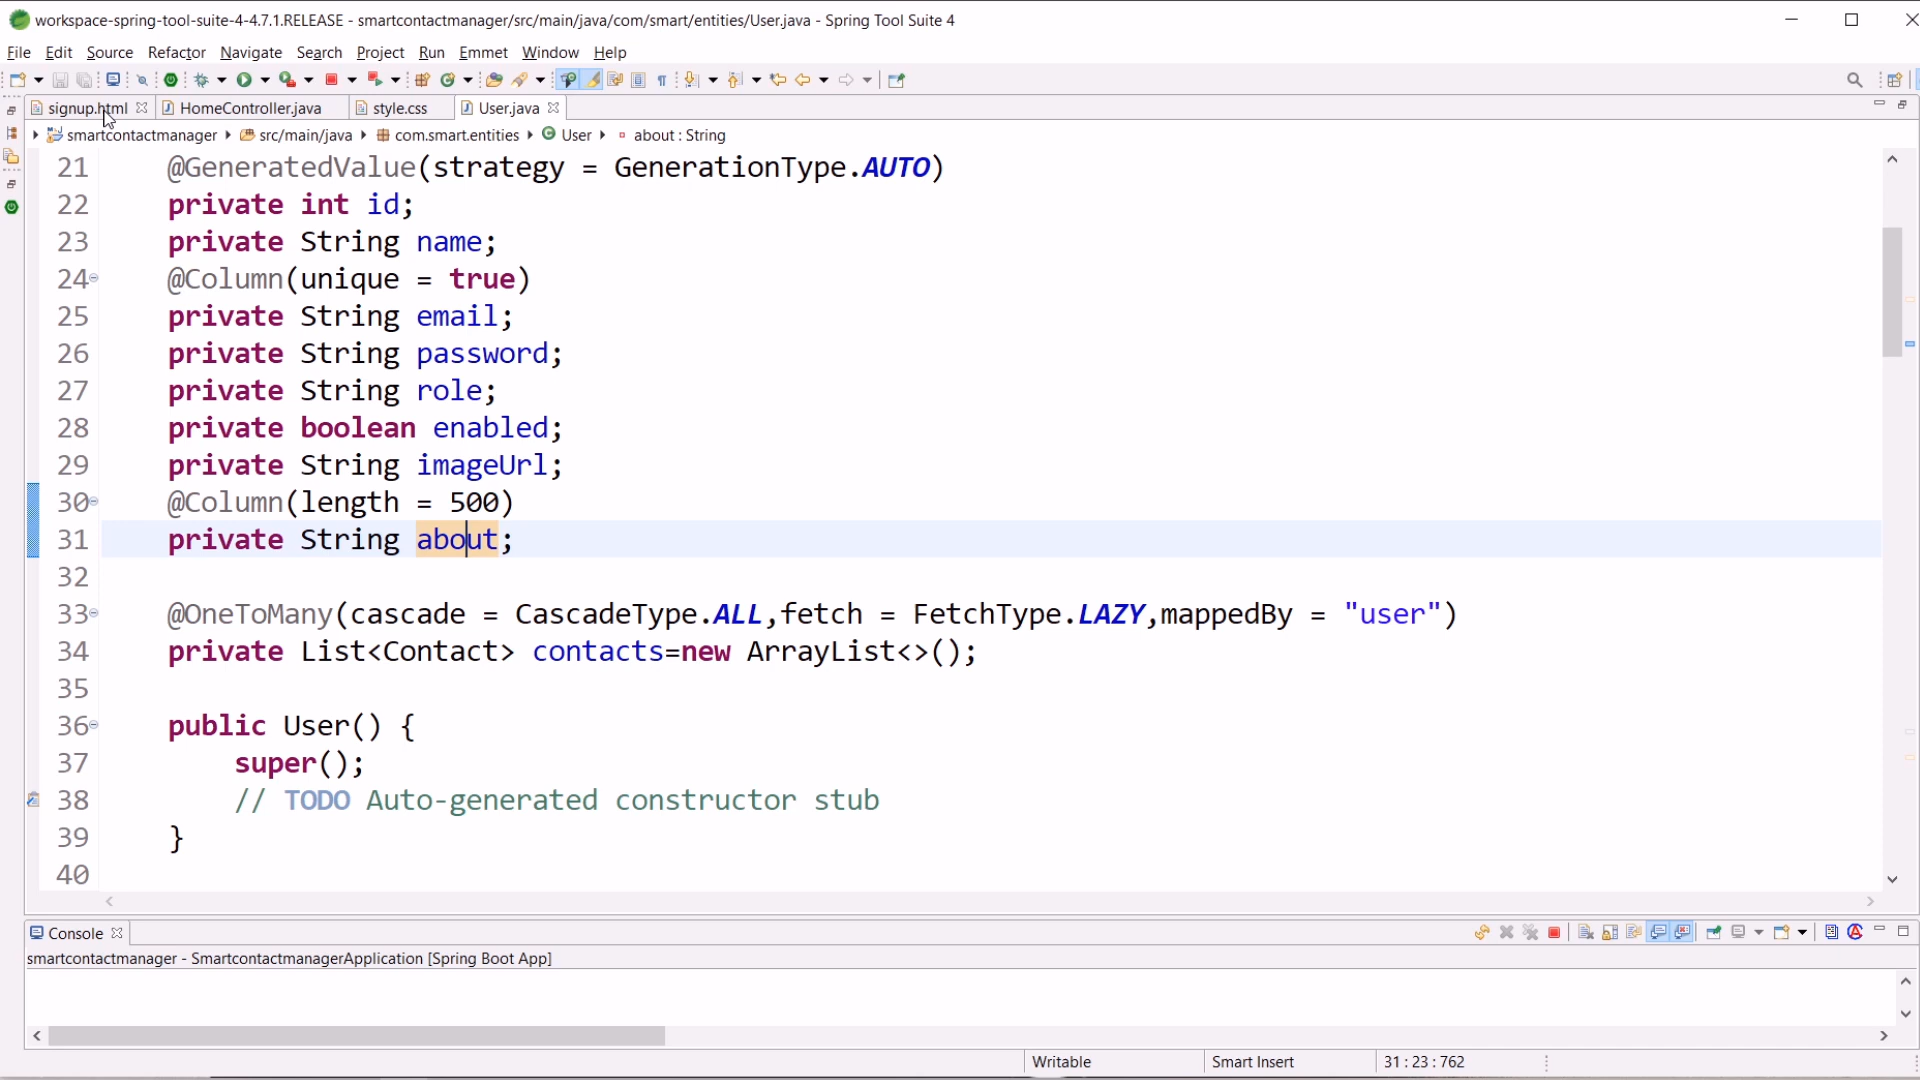 workspace-spring-tool-suite-4-4.7.1.RELEASE - smartcontactmanager/src/main/java/com/smart/entities/User.java - Spring Tool Suite 4
File Edit Source Refactor Navigate Search Project Run Emmet Window Help
signup.html HomeController.java style.css User.java
smartcontactmanager src/main/java com.smart.entities User about : String
21 @GeneratedValue(strategy = GenerationType.AUTO)
22 private int id;
23 private String name;
24 @Column(unique = true)
25 private String email;
26 private String password;
27 private String role;
28 private boolean enabled;
29 private String imageUrl;
30 @Column(length = 500)
31 private String about;
32
33 @OneToMany(cascade = CascadeType.ALL,fetch = FetchType.LAZY,mappedBy = "user")
34 private List<Contact> contacts=new ArrayList<>();
35
36 public User() {
37 super();
38 // TODO Auto-generated constructor stub
39 }
40
Console
smartcontactmanager - SmartcontactmanagerApplication [Spring Boot App]
Writable Smart Insert 31 : 23 : 762